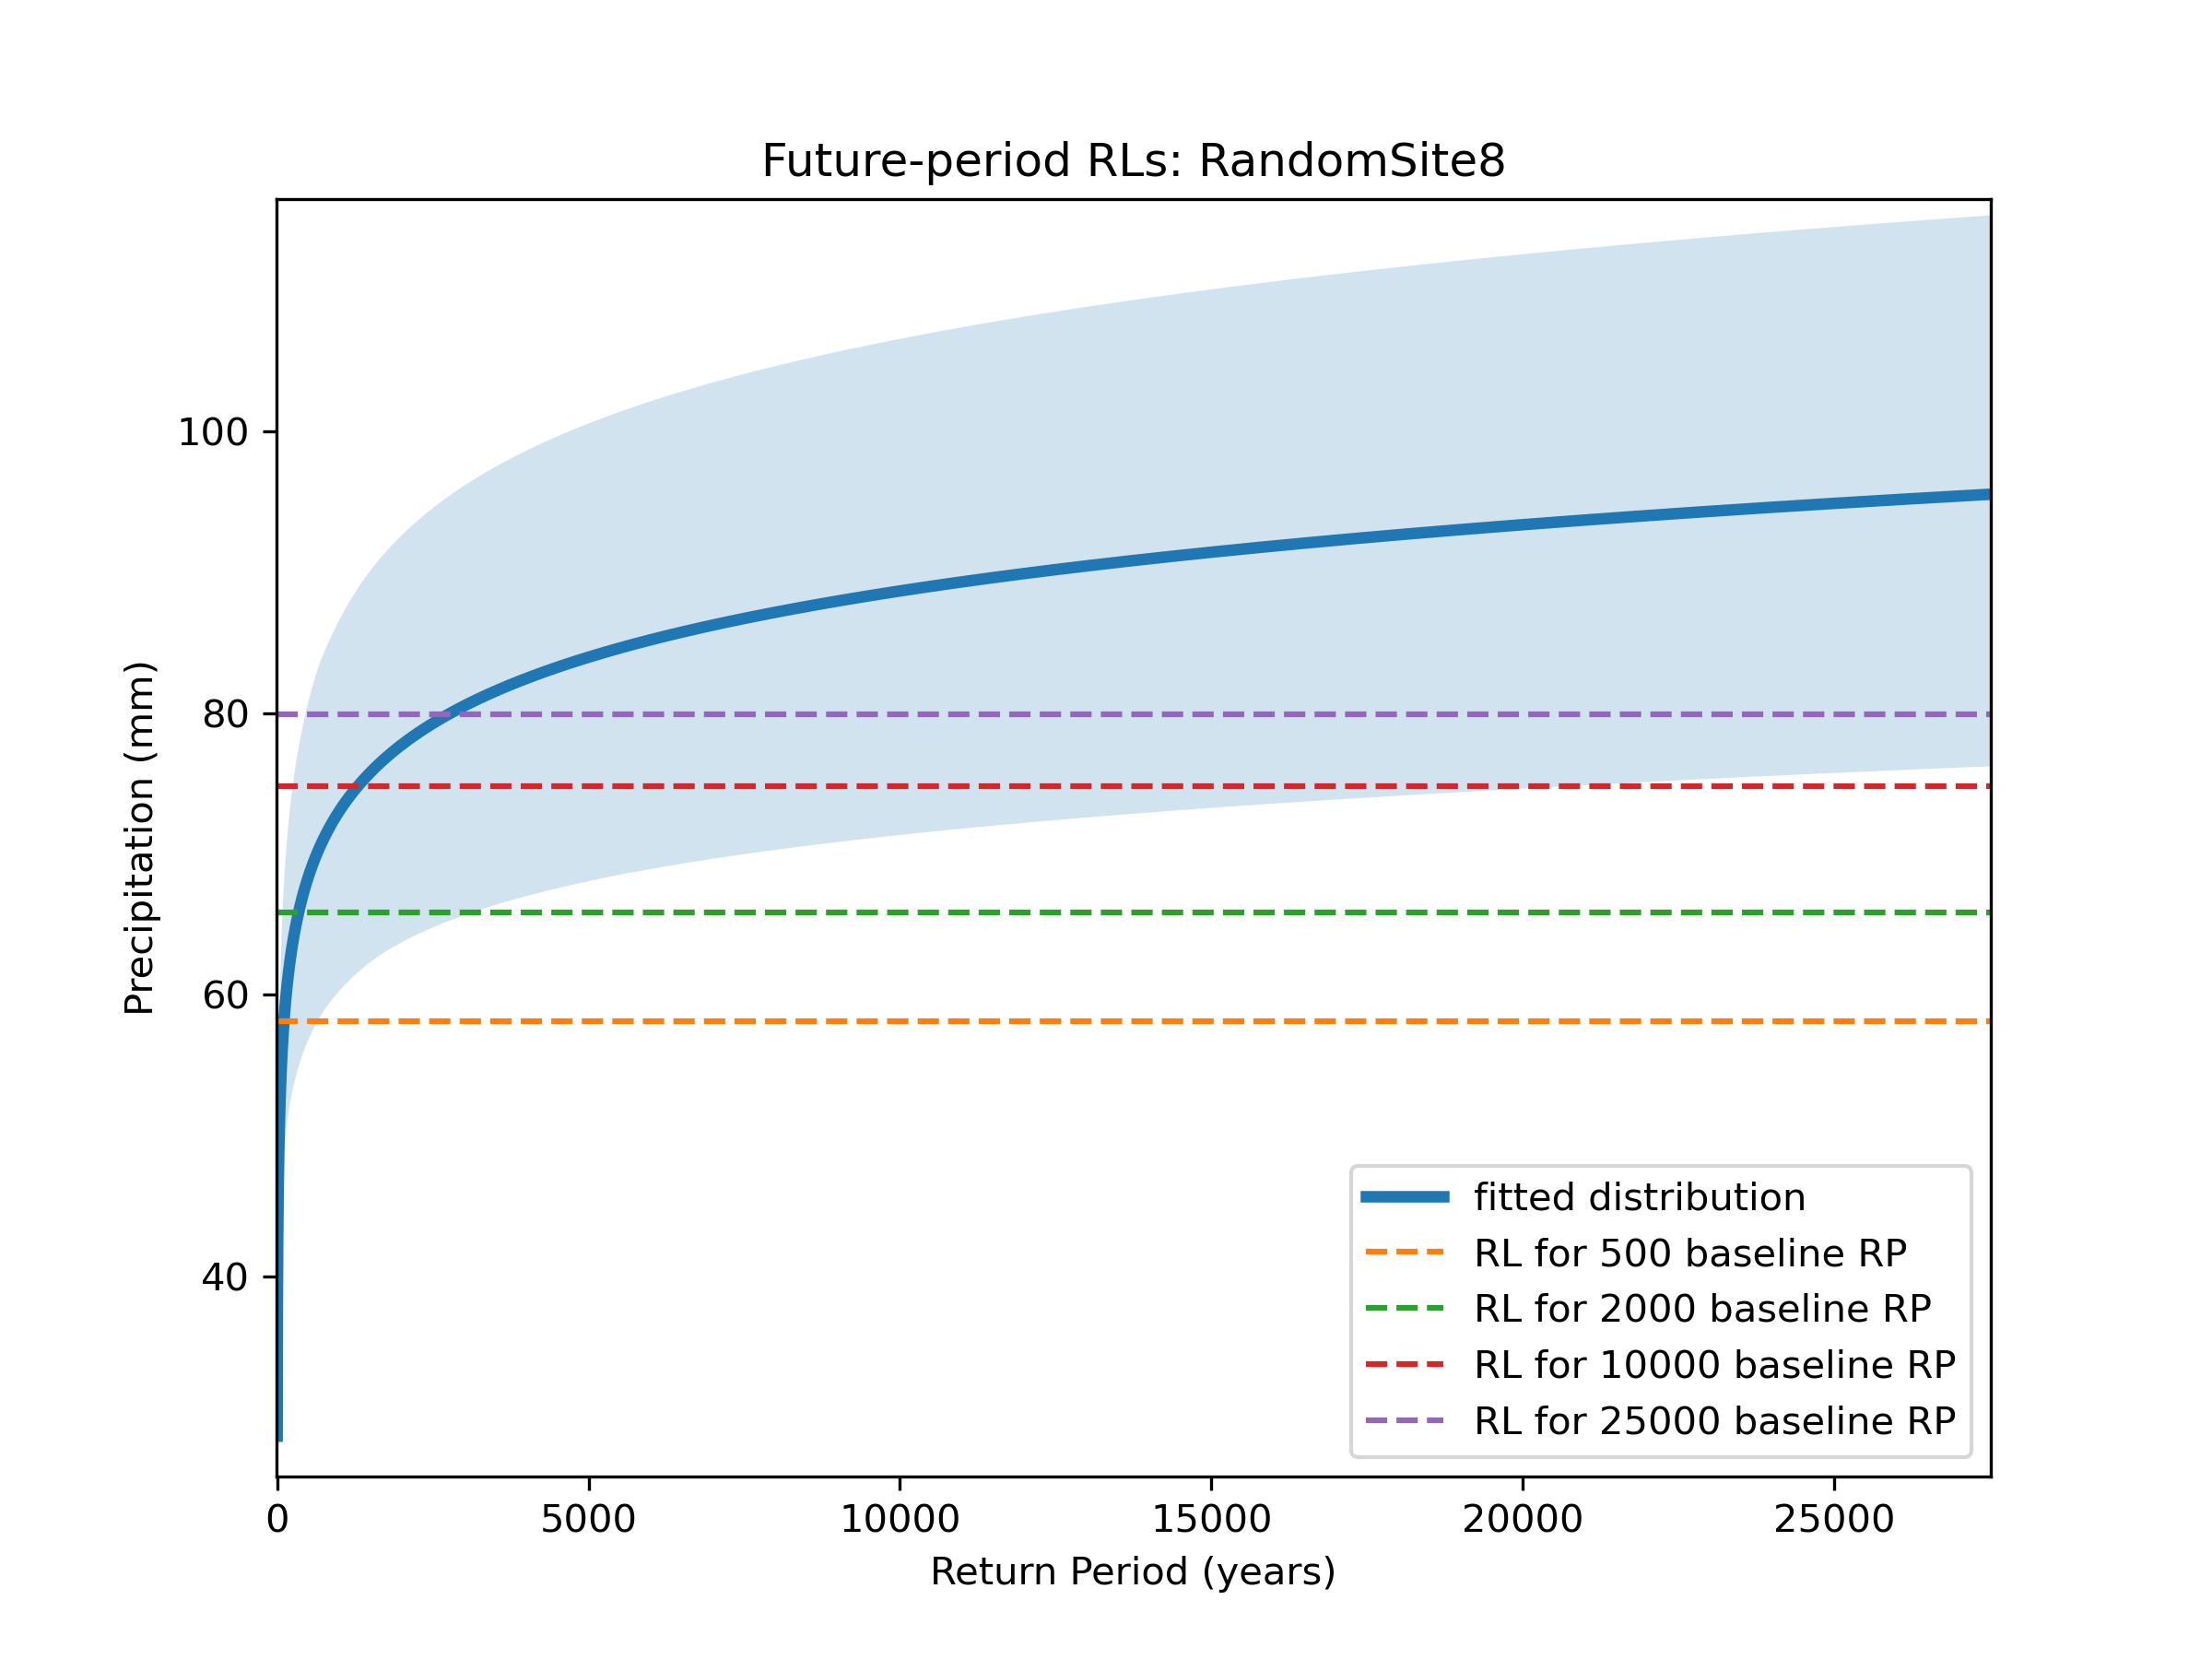 Future-period RLs: RandomSite8
Precipitation (mm)
100
80
60
40
fitted distribution
RL for 500 baseline RP
RL for 2000 baseline RP
RL for 10000 baseline RP
RL for 25000 baseline RP
0 5000 10000 15000 20000 25000
Return Period (years)